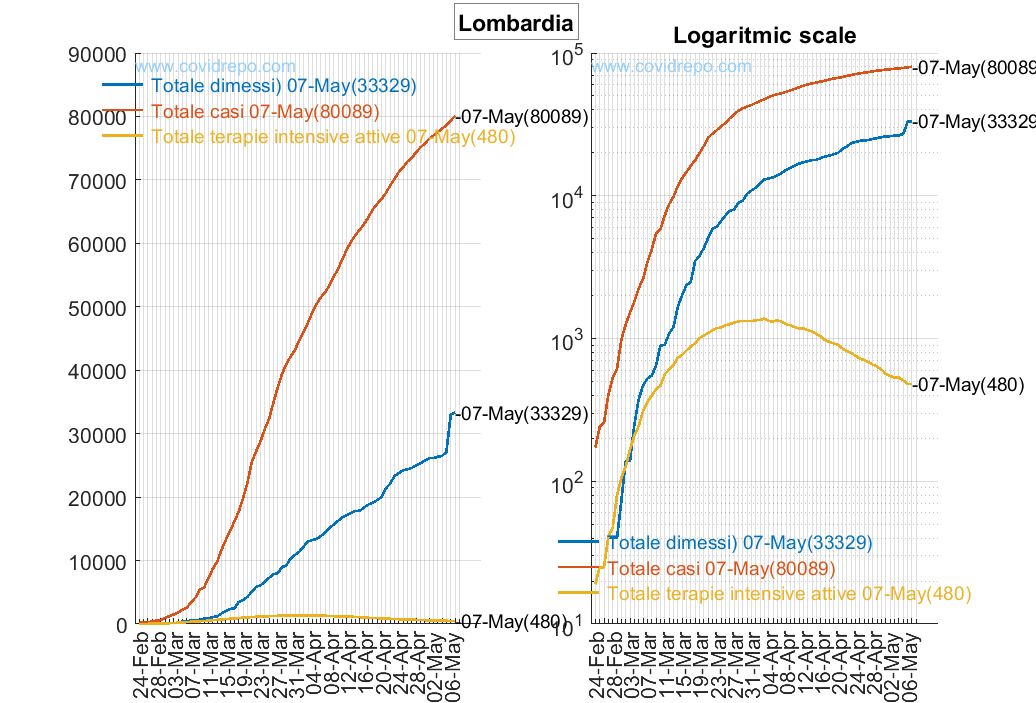 Lombardia
90000
80000
70000
60000
50000
40000
30000
20000
10000
0
www.covidrepo.com
Totale dimessi) 07-May(33329)
Totale casi 07-May(80089)
Totale terapie intensive attive 07-May(480)
-07-May(80089)
-07-May(33329)
-07-May(480)
24-Feb
28-Feb
03-Mar
07-Mar
11-Mar
15-Mar
19-Mar
23-Mar
27-Mar
31-Mar
04-Apr
08-Apr
12-Apr
16-Apr
20-Apr
24-Apr
28-Apr
02-May
06-May
Logaritmic scale
10^5
10^4
10^3
10^2
10^1
www.covidrepo.com
-07-May(80089
-07-May(33329
-07-May(480)
Totale dimessi) 07-May(33329)
Totale casi 07-May(80089)
Totale terapie intensive attive 07-May(480)
24-Feb
28-Feb
03-Mar
07-Mar
11-Mar
15-Mar
19-Mar
23-Mar
27-Mar
31-Mar
04-Apr
08-Apr
12-Apr
16-Apr
20-Apr
24-Apr
28-Apr
02-May
06-May